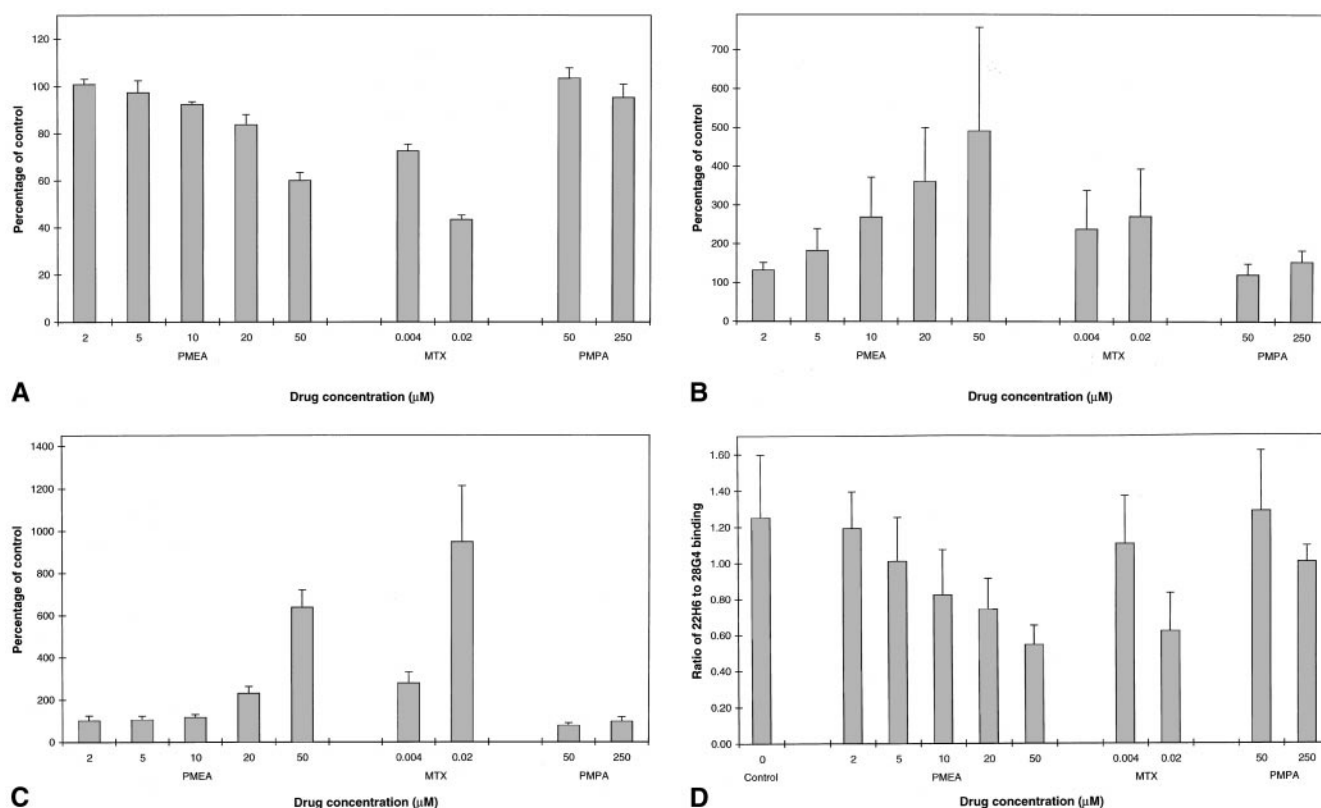 120
100
80
60
40
20
0
Percentage of control
2 5 10 20 50 0.004 0.02 50 250
PMEA MTX PMPA
A
Drug concentration (μM)
700
600
500
400
300
200
100
0
Percentage of control
2 5 10 20 50 0.004 0.02 50 250
PMEA MTX PMPA
B
Drug concentration (μM)
1400
1200
1000
800
600
400
200
0
Percentage of control
2 5 10 20 50 0.004 0.02 50 250
PMEA MTX PMPA
C
Drug concentration (μM)
1.60
1.40
1.20
1.00
0.80
0.60
0.40
0.20
0.00
Ratio of 22H6 to 28G4 binding
0 2 5 10 20 50 0.004 0.02 50 250
Control PMEA MTX PMPA
D
Drug concentration (μM)